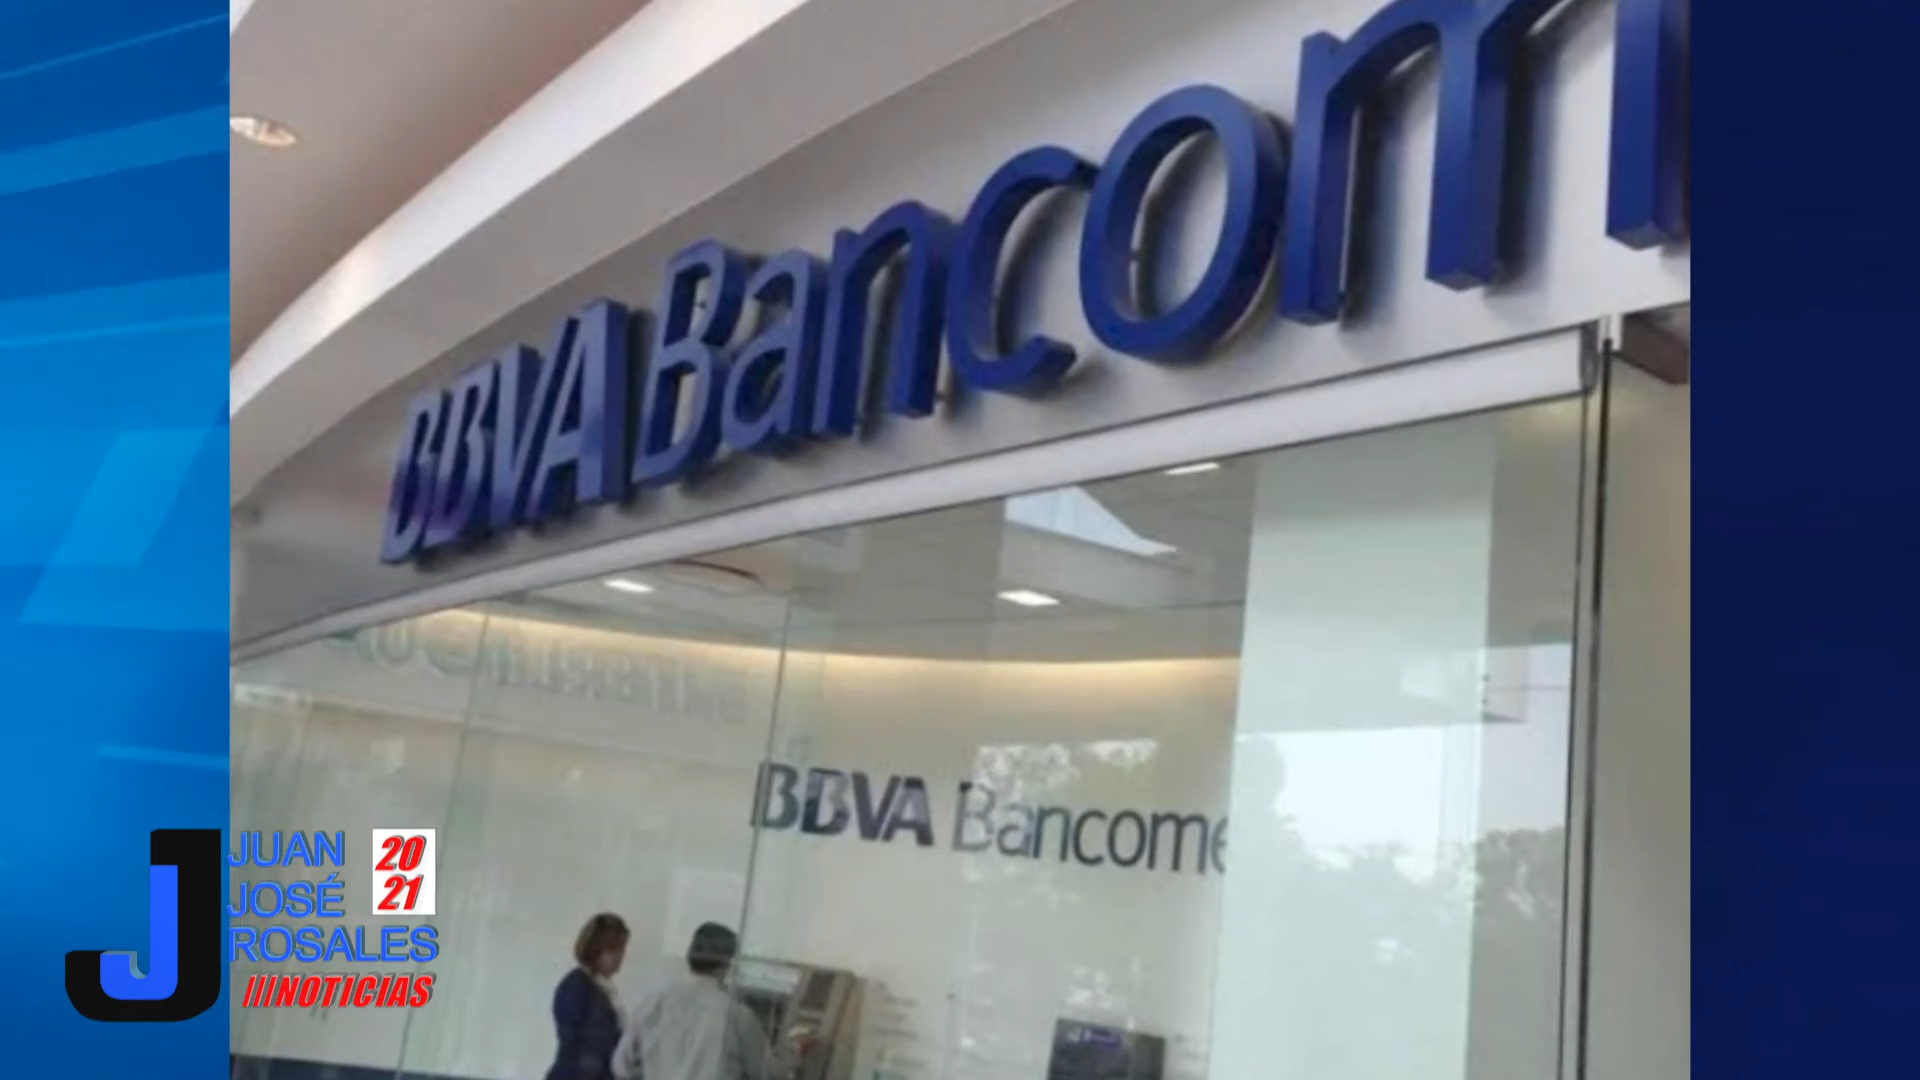 BBVA Bancom
BBVA Bancome
JUAN
JOSÉ
ROSALES
20
21
///NOTICIAS